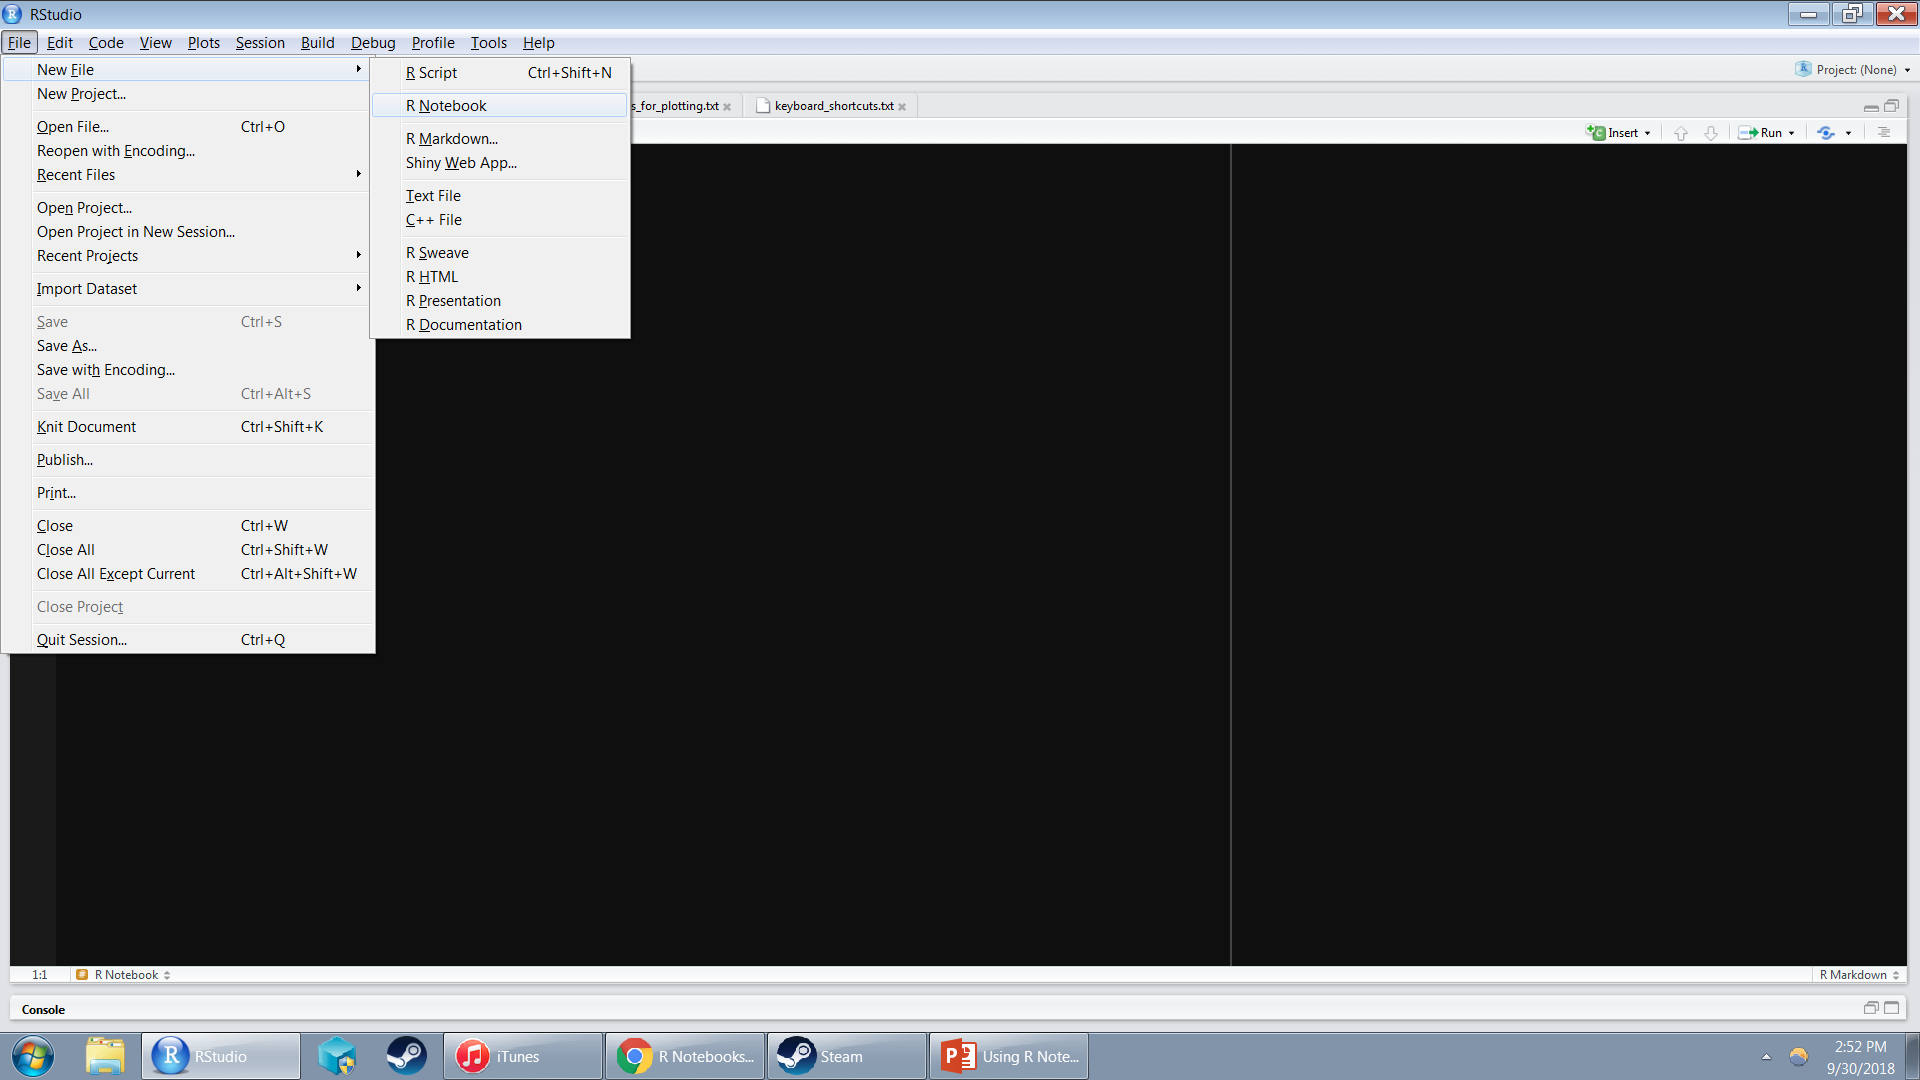 RStudio
File Edit Code View Plots Session Build Debug Profile Tools Help
Project: (None)
New File
New Project...
Open File... Ctrl+O
Reopen with Encoding...
Recent Files
Open Project...
Open Project in New Session...
Recent Projects
Import Dataset
Save Ctrl+S
Save As...
Save with Encoding...
Save All Ctrl+Alt+S
Knit Document Ctrl+Shift+K
Publish...
Print...
Close Ctrl+W
Close All Ctrl+Shift+W
Close All Except Current Ctrl+Alt+Shift+W
Close Project
Quit Session... Ctrl+Q
R Script Ctrl+Shift+N
R Notebook
R Markdown...
Shiny Web App...
Text File
C++ File
R Sweave
R HTML
R Presentation
R Documentation
s_for_plotting.txt keyboard_shortcuts.txt
Insert Run
1:1 R Notebook R Markdown
Console
RStudio iTunes R Notebooks... Steam Using R Note...
2:52 PM
9/30/2018